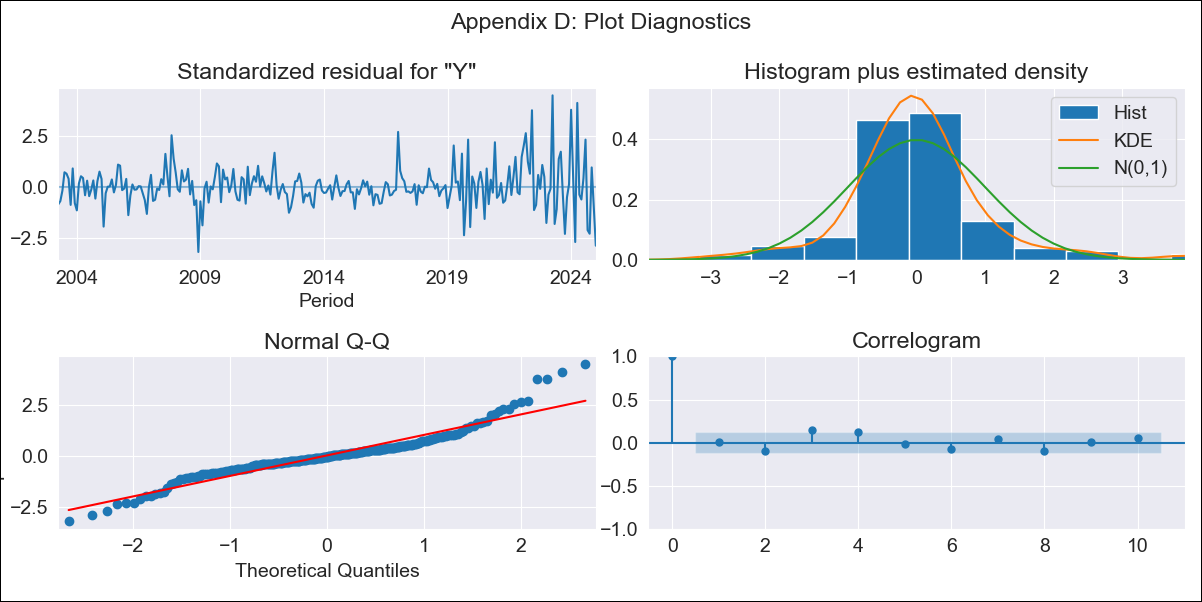 Appendix D: Plot Diagnostics
Standardized residual for "Y"
2.5
0.0
−2.5
2004 2009 2014 2019 2024
Period
Histogram plus estimated density
Hist
KDE
N(0,1)
0.4
0.2
0.0
−3 −2 −1 0 1 2 3
Normal Q-Q
2.5
0.0
−2.5
−2 −1 0 1 2
Theoretical Quantiles
Correlogram
1.0
0.5
0.0
−0.5
−1.0
0 2 4 6 8 10